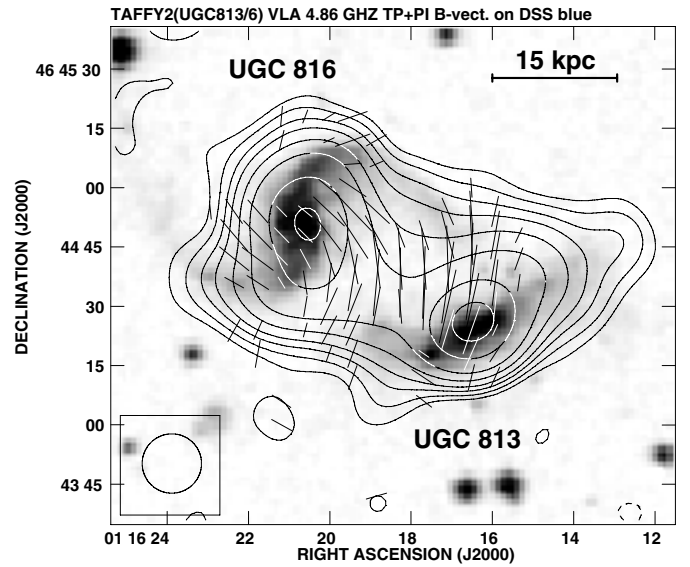 TAFFY2(UGC813/6) VLA 4.86 GHZ TP+PI B-vect. on DSS blue
UGC 816
15 kpc
46 45 30
15
00
44 45
30
15
00
43 45
DECLINATION (J2000)
UGC 813
01 16 24 22 20 18 16 14 12
RIGHT ASCENSION (J2000)